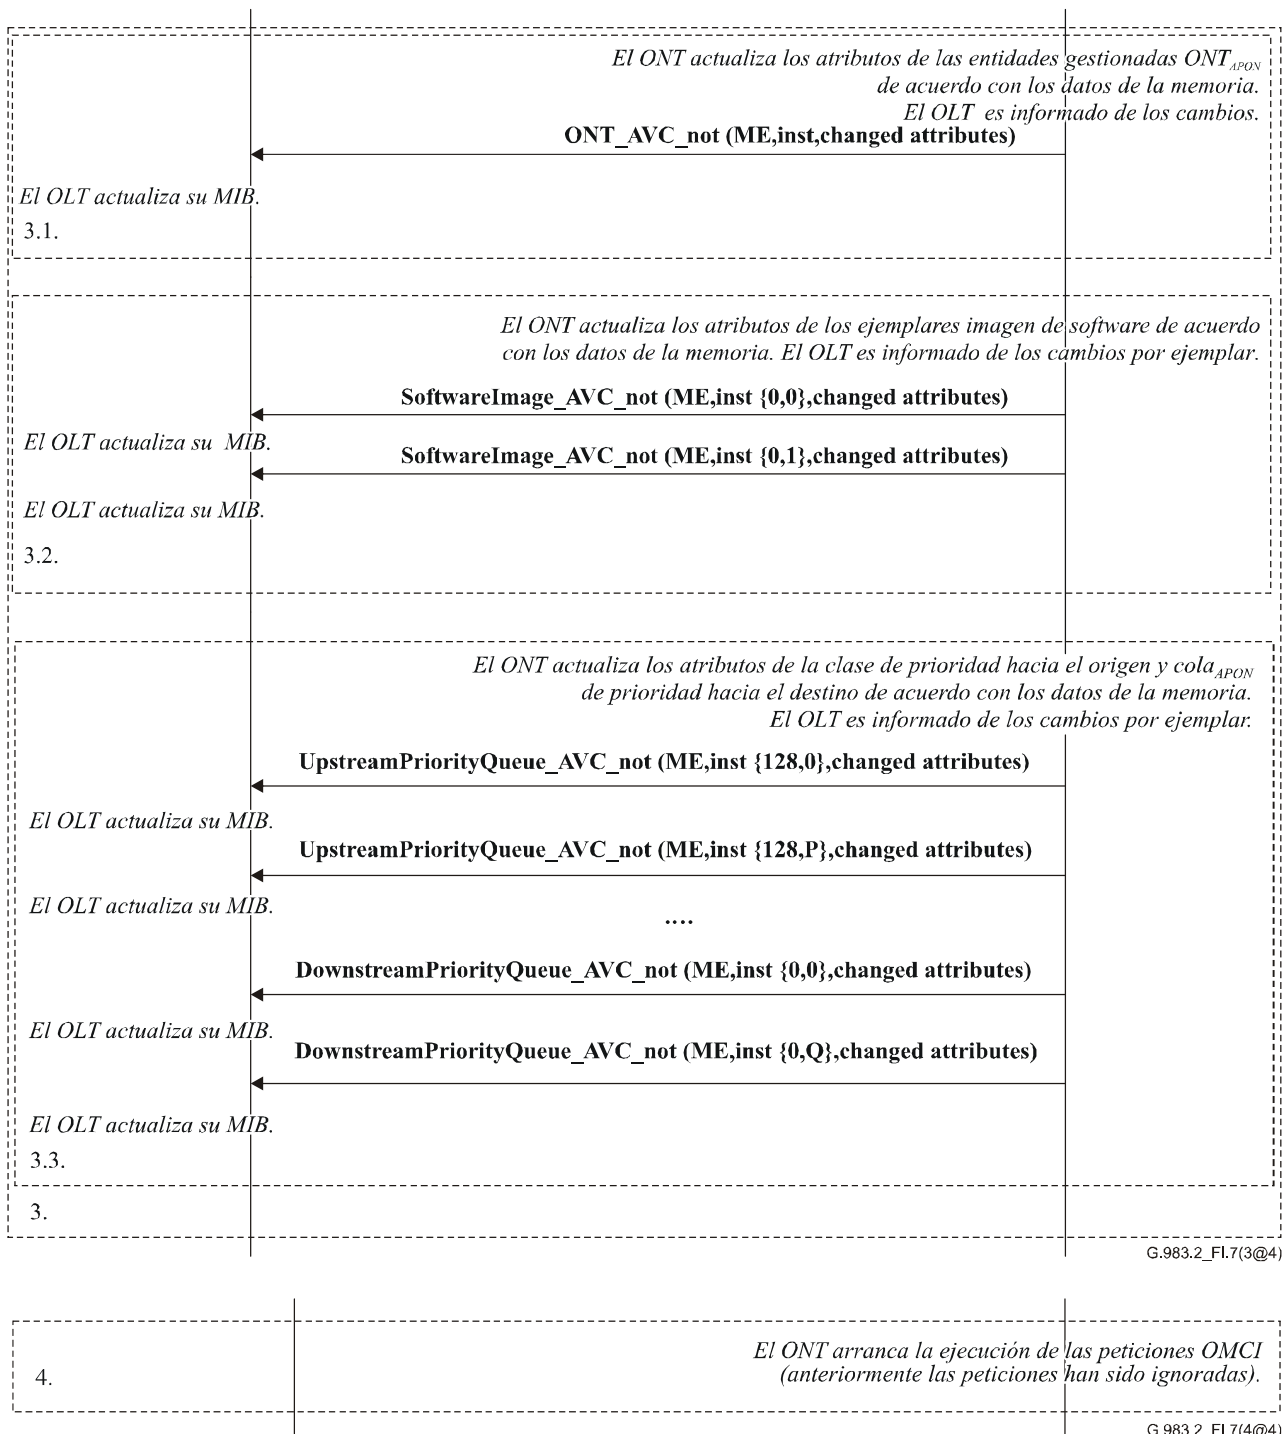 El ONT actualiza los atributos de las entidades gestionadas ONT_APON
de acuerdo con los datos de la memoria.
El OLT es informado de los cambios.
ONT_AVC_not (ME,inst,changed attributes)
El OLT actualiza su MIB.
3.1.
El ONT actualiza los atributos de los ejemplares imagen de software de acuerdo
con los datos de la memoria. El OLT es informado de los cambios por ejemplar.
SoftwareImage_AVC_not (ME,inst {0,0},changed attributes)
El OLT actualiza su MIB.
SoftwareImage_AVC_not (ME,inst {0,1},changed attributes)
El OLT actualiza su MIB.
3.2.
El ONT actualiza los atributos de la clase de prioridad hacia el origen y cola_APON
de prioridad hacia el destino de acuerdo con los datos de la memoria.
El OLT es informado de los cambios por ejemplar.
UpstreamPriorityQueue_AVC_not (ME,inst {128,0},changed attributes)
El OLT actualiza su MIB.
UpstreamPriorityQueue_AVC_not (ME,inst {128,P},changed attributes)
El OLT actualiza su MIB.
....
DownstreamPriorityQueue_AVC_not (ME,inst {0,0},changed attributes)
El OLT actualiza su MIB.
DownstreamPriorityQueue_AVC_not (ME,inst {0,Q},changed attributes)
El OLT actualiza su MIB.
3.3.
3.
G.983.2_FI.7(3@4)
El ONT arranca la ejecución de las peticiones OMCI
(anteriormente las peticiones han sido ignoradas).
4.
G.983.2_FI.7(4@4)